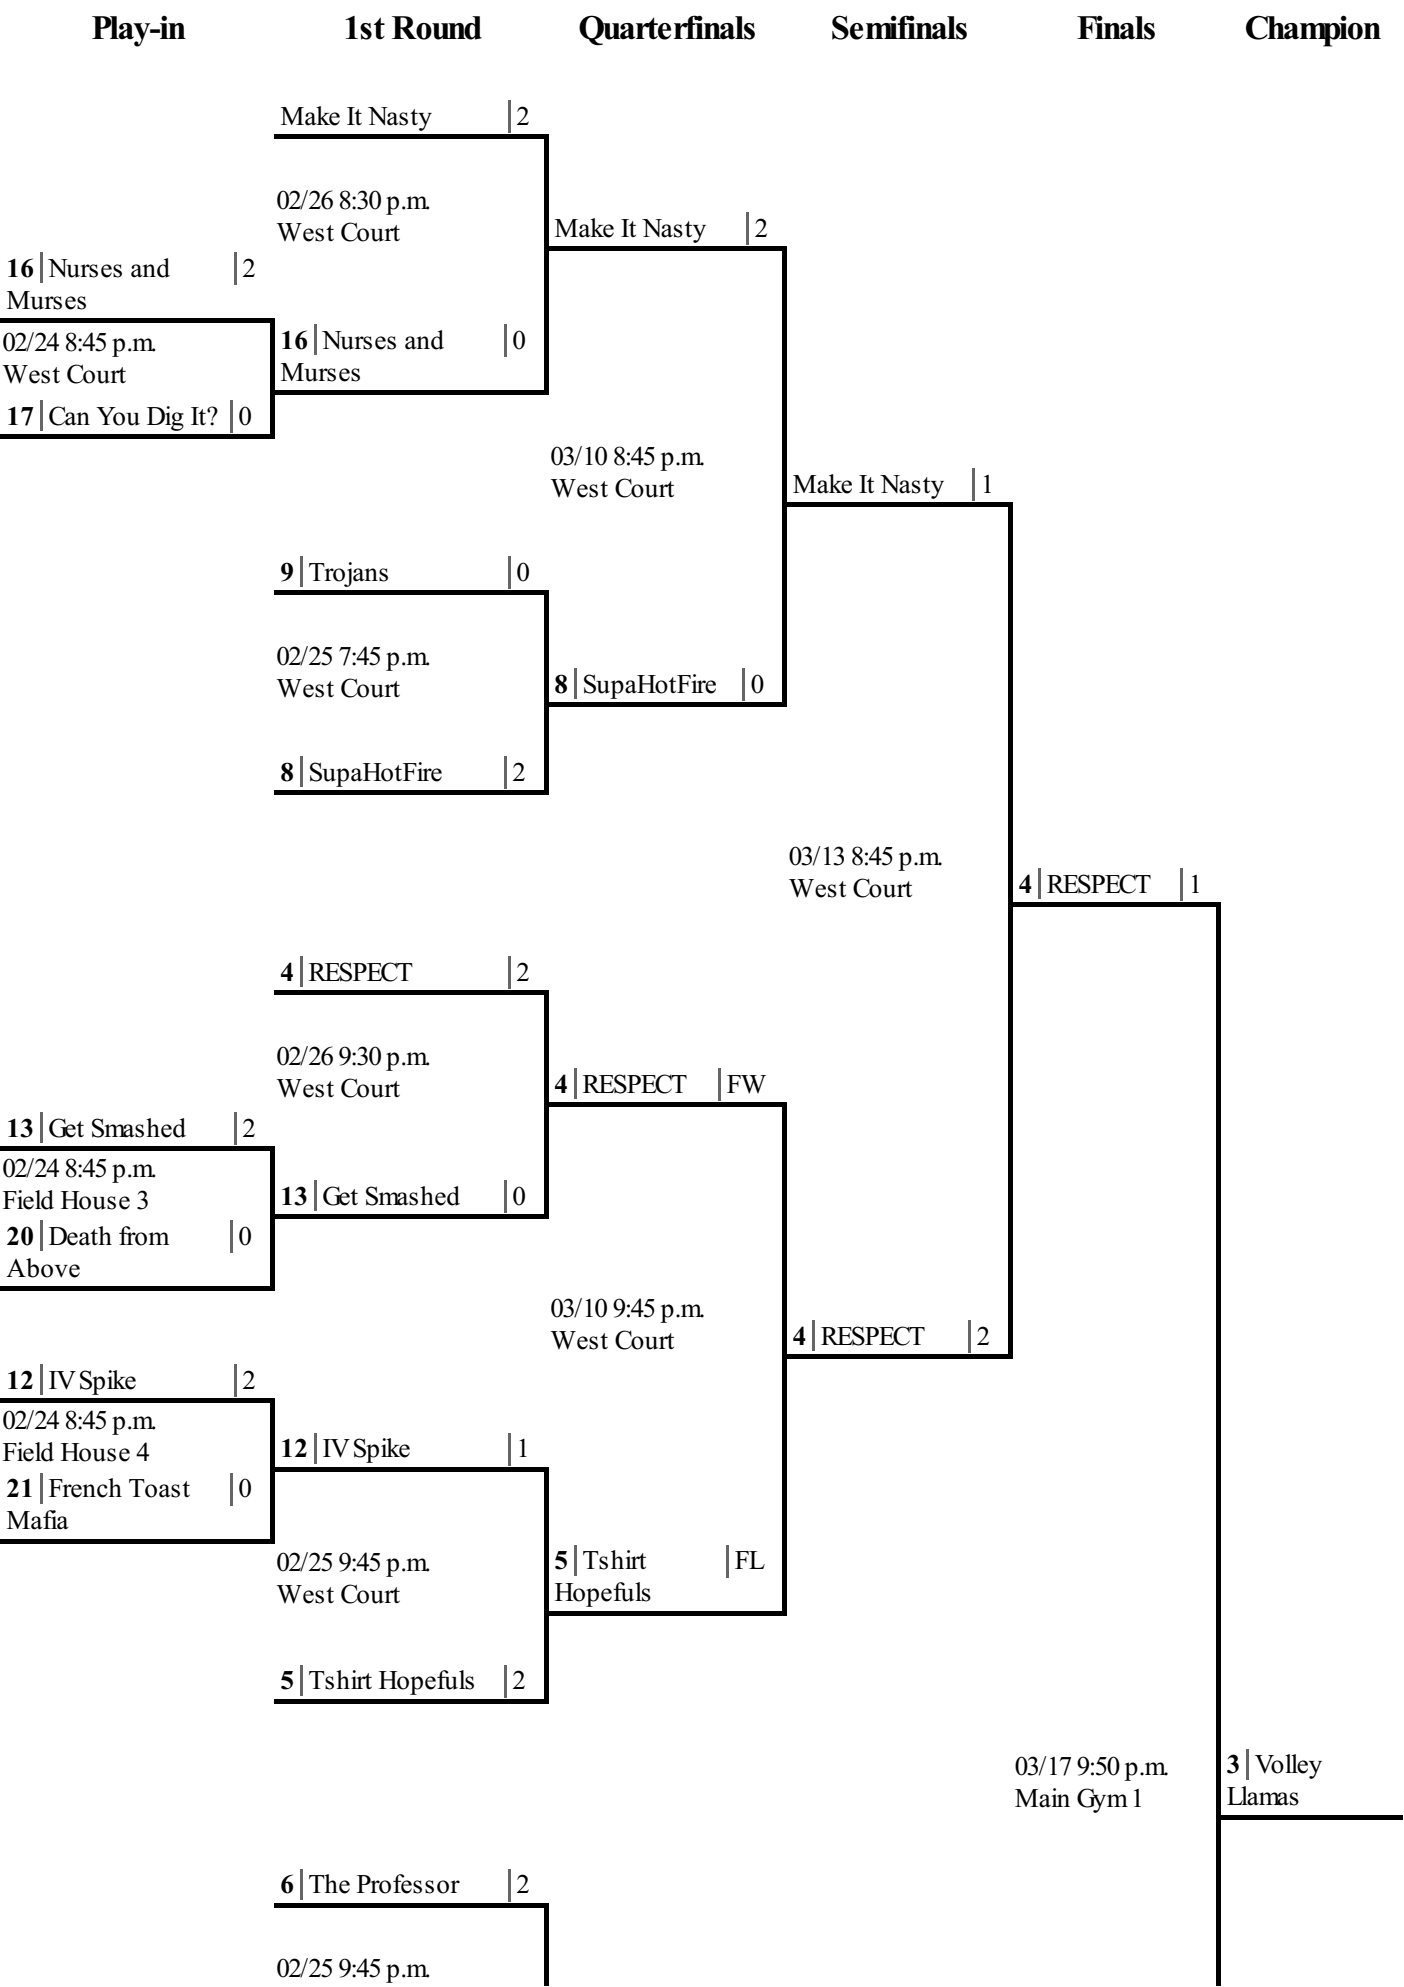 Play-in 1st Round Quarterfinals Semifinals Finals Champion
Make It Nasty 2
02/26 8:30 p.m.
West Court
Make It Nasty 2
16 Nurses and 2
Murses
02/24 8:45 p.m.
West Court
17 Can You Dig It? 0
16 Nurses and 0
Murses
03/10 8:45 p.m.
West Court
Make It Nasty 1
9 Trojans 0
02/25 7:45 p.m.
West Court
8 SupaHotFire 0
8 SupaHotFire 2
03/13 8:45 p.m.
West Court
4 RESPECT 1
4 RESPECT 2
02/26 9:30 p.m.
West Court
4 RESPECT FW
13 Get Smashed 2
02/24 8:45 p.m.
Field House 3
20 Death from 0
Above
13 Get Smashed 0
03/10 9:45 p.m.
West Court
4 RESPECT 2
12 IV Spike 2
02/24 8:45 p.m.
Field House 4
21 French Toast 0
Mafia
12 IV Spike 1
02/25 9:45 p.m.
West Court
5 Tshirt FL
Hopefuls
5 Tshirt Hopefuls 2
03/17 9:50 p.m.
Main Gym 1
3 Volley
Llamas
6 The Professor 2
02/25 9:45 p.m.